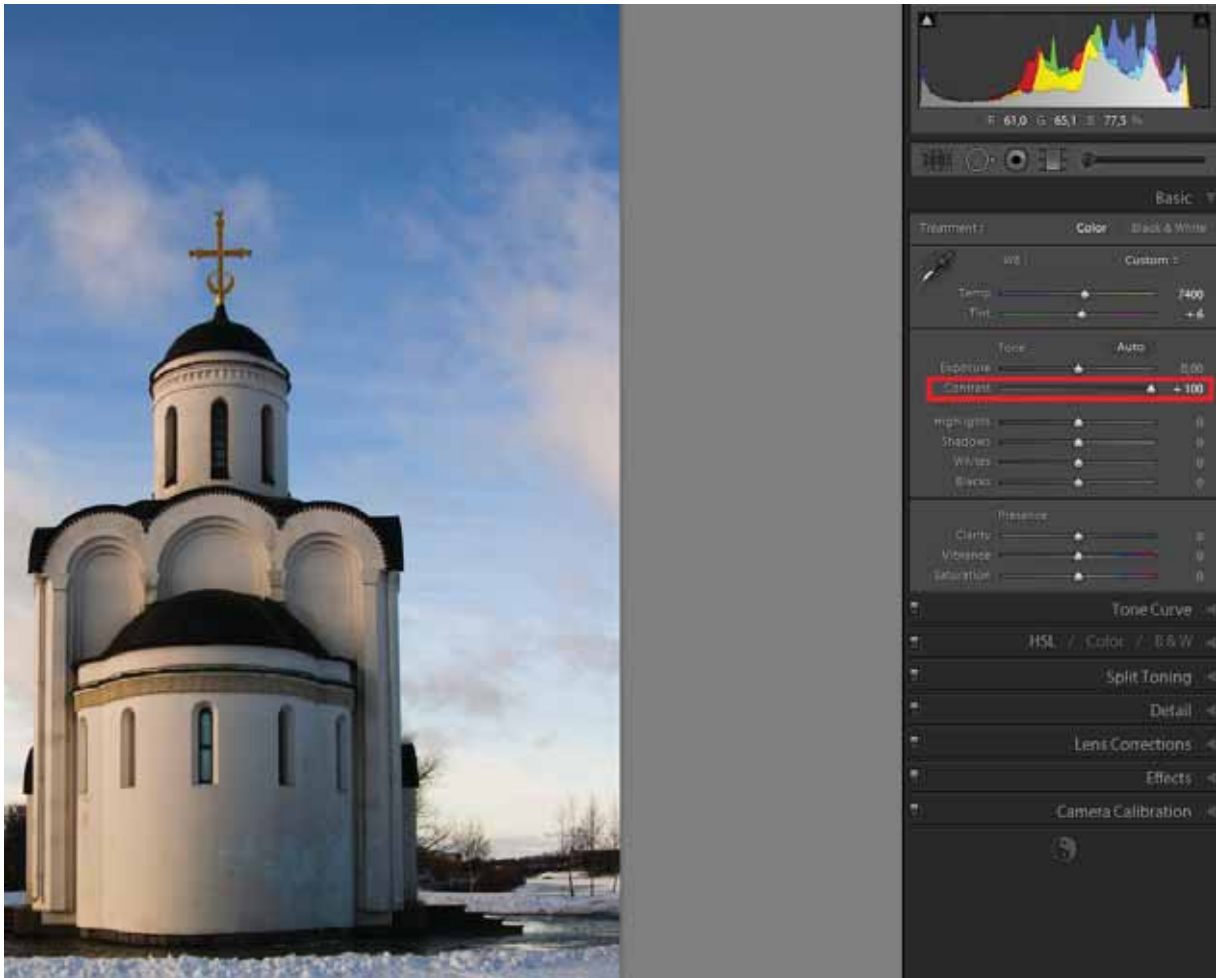 R 61,0 G 65,1 B 77,5 %
Basic
Treatment : Color Black & White
WB : Custom
Temp 7400
Tint + 6
Tone Auto
Exposure 0,00
Contrast + 100
Highlights 0
Shadows 0
Whites 0
Blacks 0
Presence
Clarity 0
Vibrance 0
Saturation 0
Tone Curve
HSL / Color / B & W
Split Toning
Detail
Lens Corrections
Effects
Camera Calibration